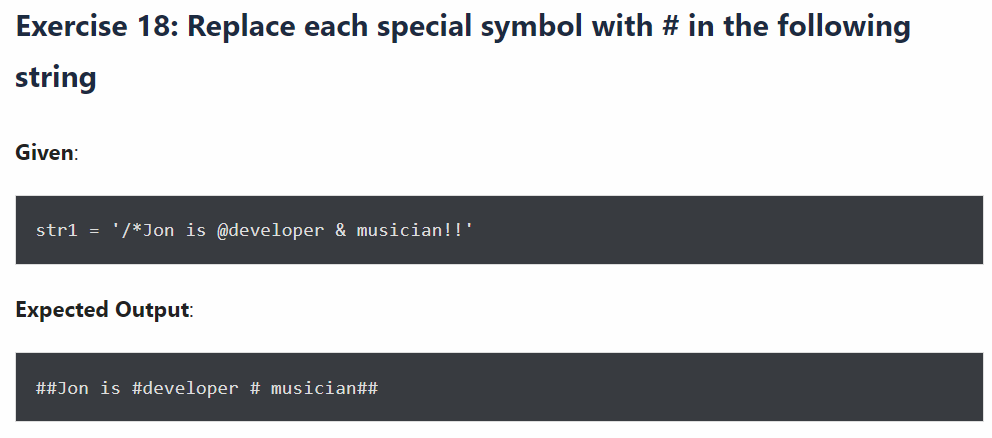 Exercise 18: Replace each special symbol with # in the following
string
Given:
str1 = '/*Jon is @developer & musician!!'
Expected Output:
##Jon is #developer # musician##